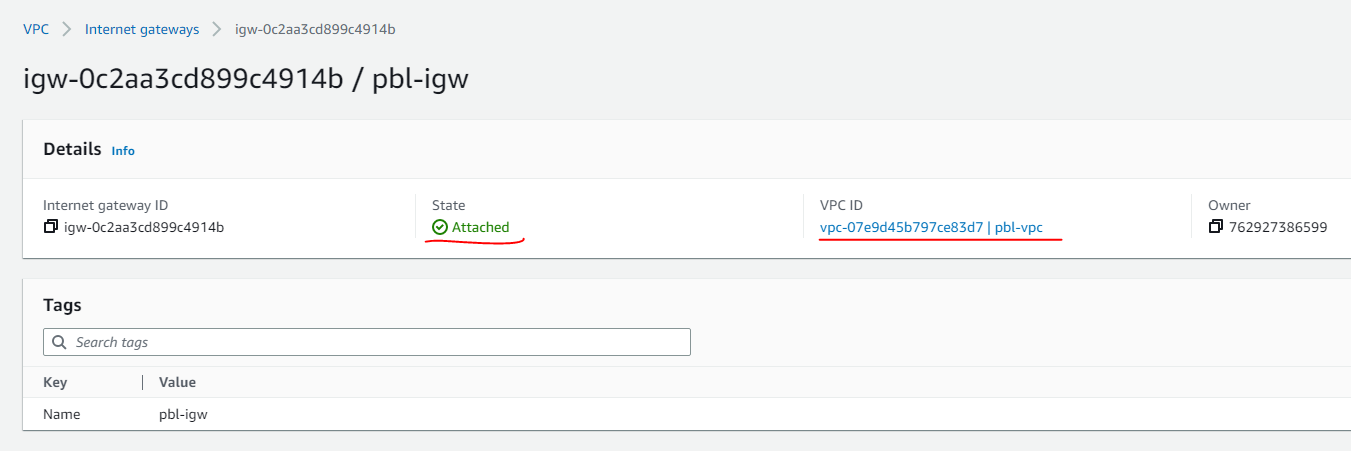 VPC > Internet gateways > igw-0c2aa3cd899c4914b
igw-0c2aa3cd899c4914b / pbl-igw
Details Info
Internet gateway ID State VPC ID Owner
igw-0c2aa3cd899c4914b Attached vpc-07e9d45b797ce83d7 | pbl-vpc 762927386599
Tags
Search tags
Key Value
Name pbl-igw